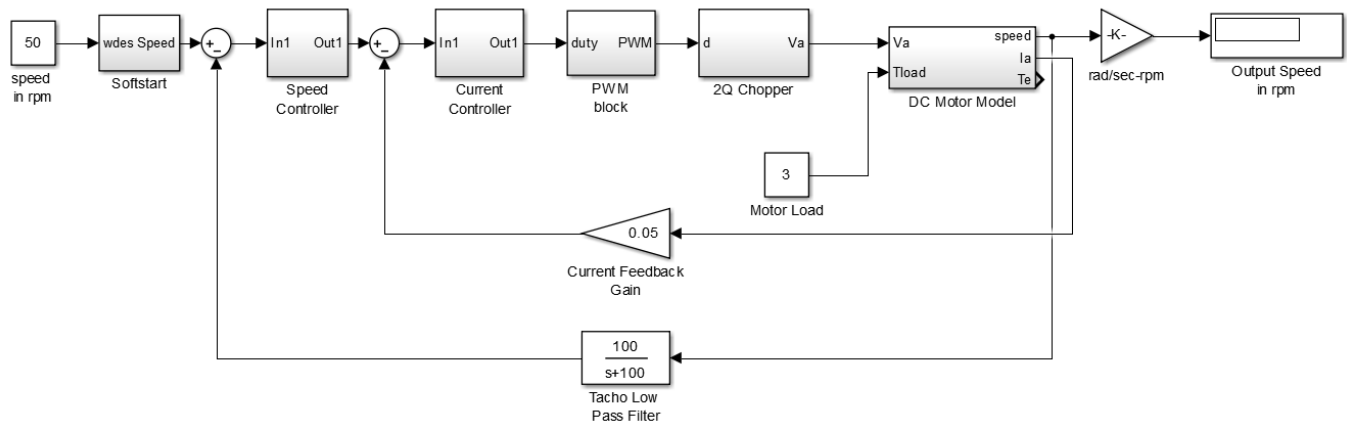 50
speed
in rpm
wdes Speed
Softstart
+
−
In1 Out1
Speed
Controller
+
−
In1 Out1
Current
Controller
duty PWM
PWM
block
d Va
2Q Chopper
Va
Tload
speed
Ia
Te
DC Motor Model
-K-
rad/sec-rpm
Output Speed
in rpm
3
Motor Load
0.05
Current Feedback
Gain
100
s+100
Tacho Low
Pass Filter